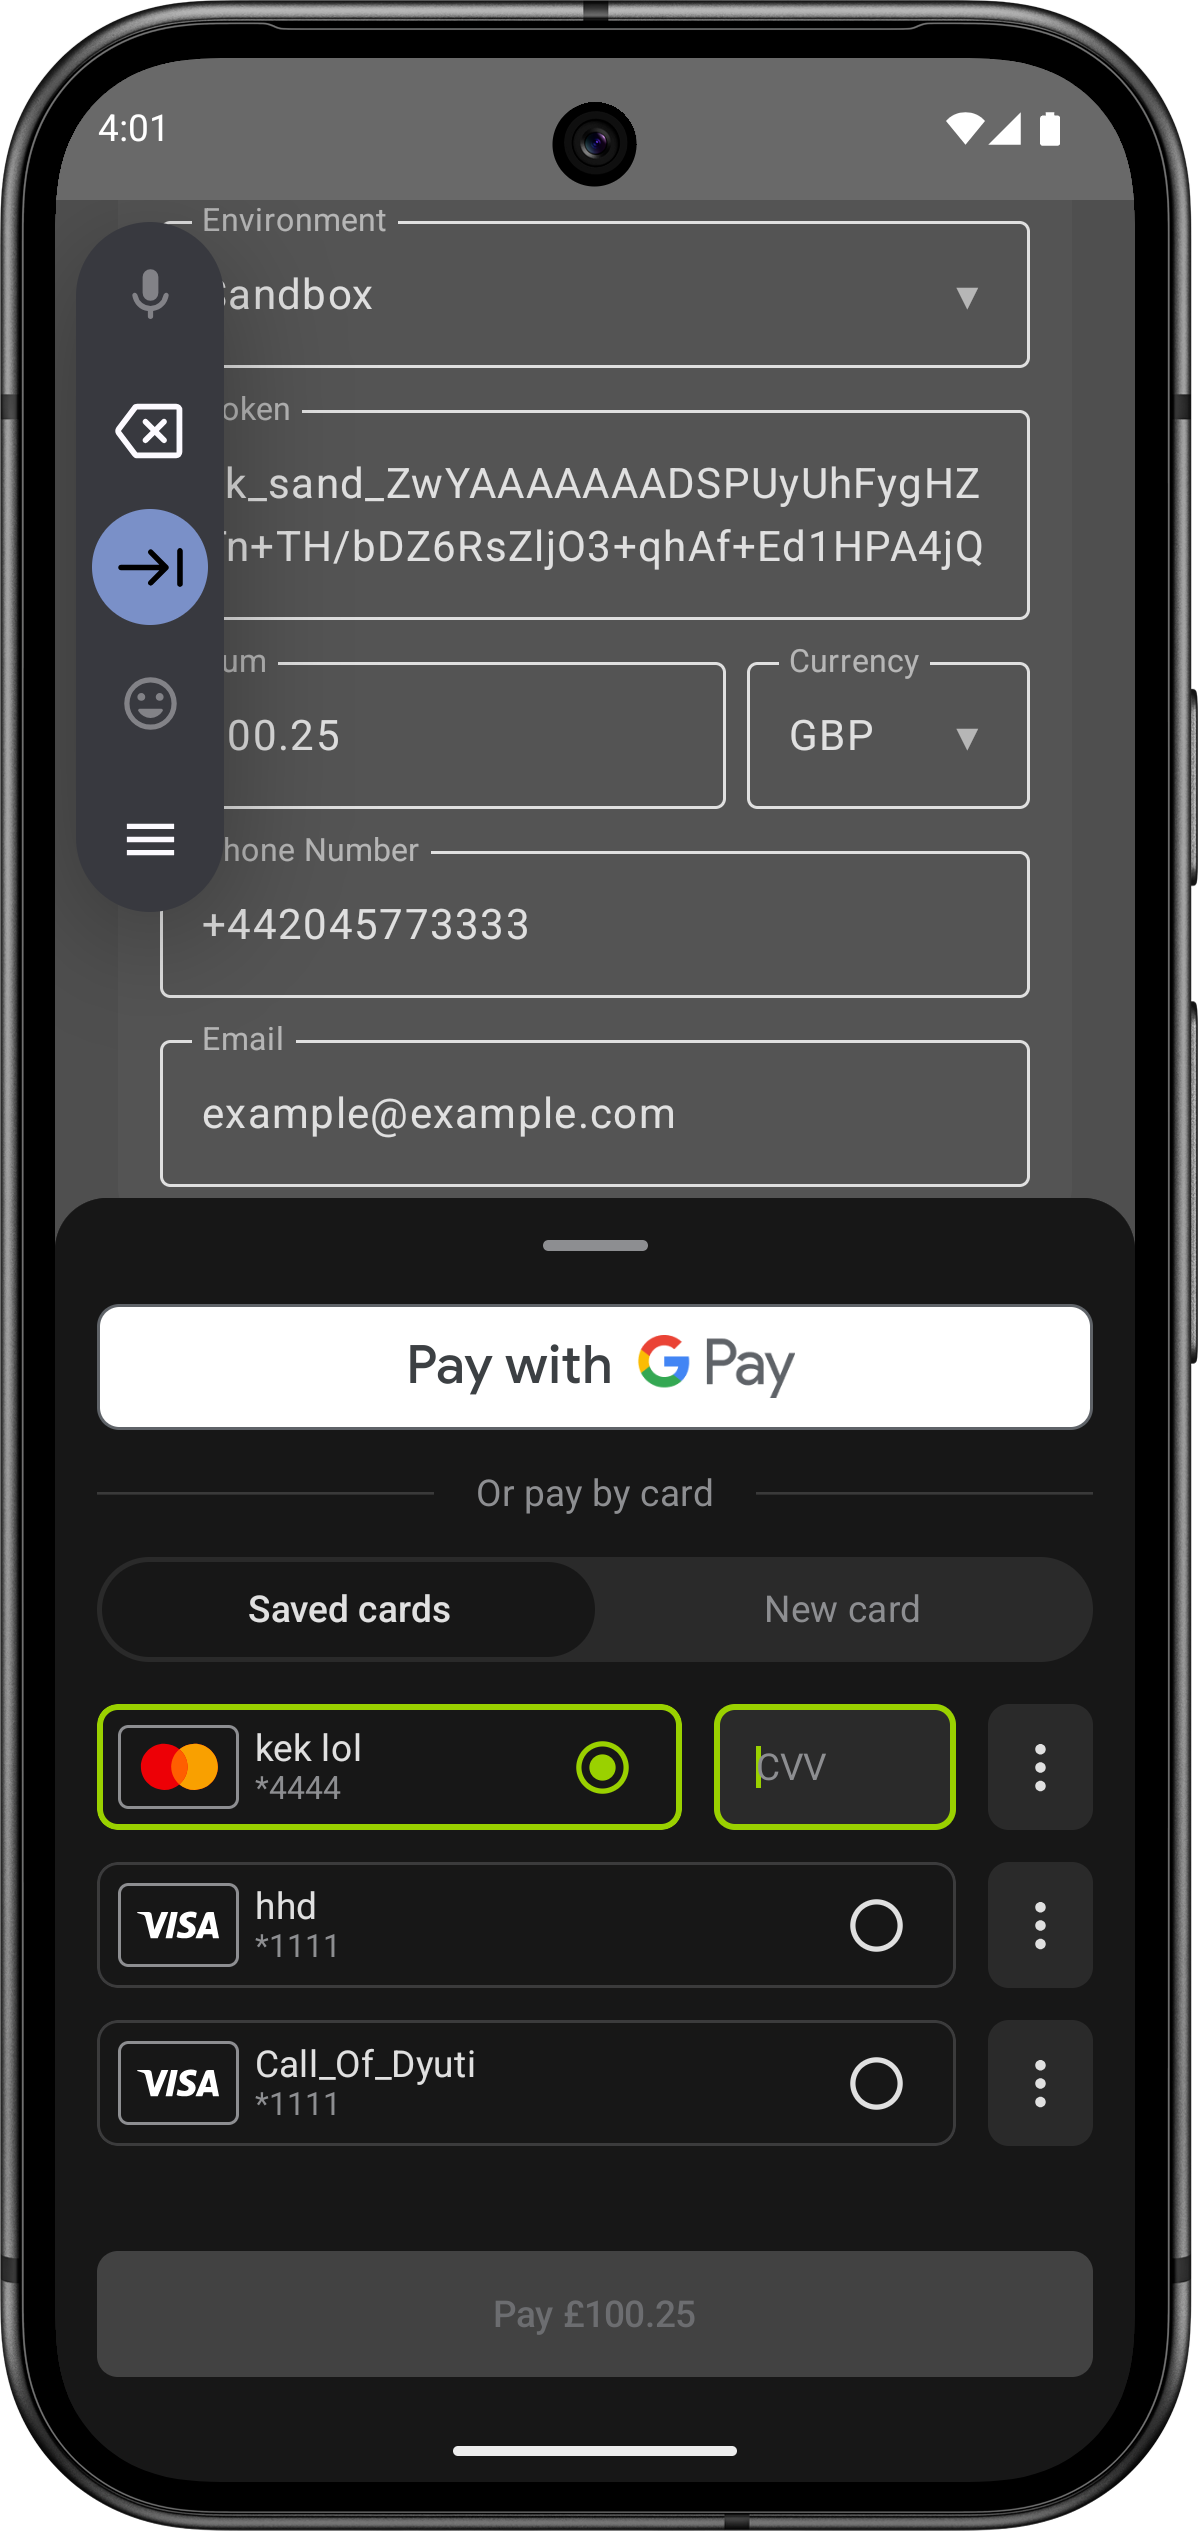 4:01
Environment
Sandbox
oken
k_sand_ZwYAAAAAAADSPUyUhFygHZ
n+TH/bDZ6RsZljO3+qhAf+Ed1HPA4jQ
um
00.25
Currency
GBP
hone Number
+442045773333
Email
example@example.com
Pay with G Pay
Or pay by card
Saved cards
New card
kek lol
*4444
CVV
VISA
hhd
*1111
VISA
Call_Of_Dyuti
*1111
Pay £100.25